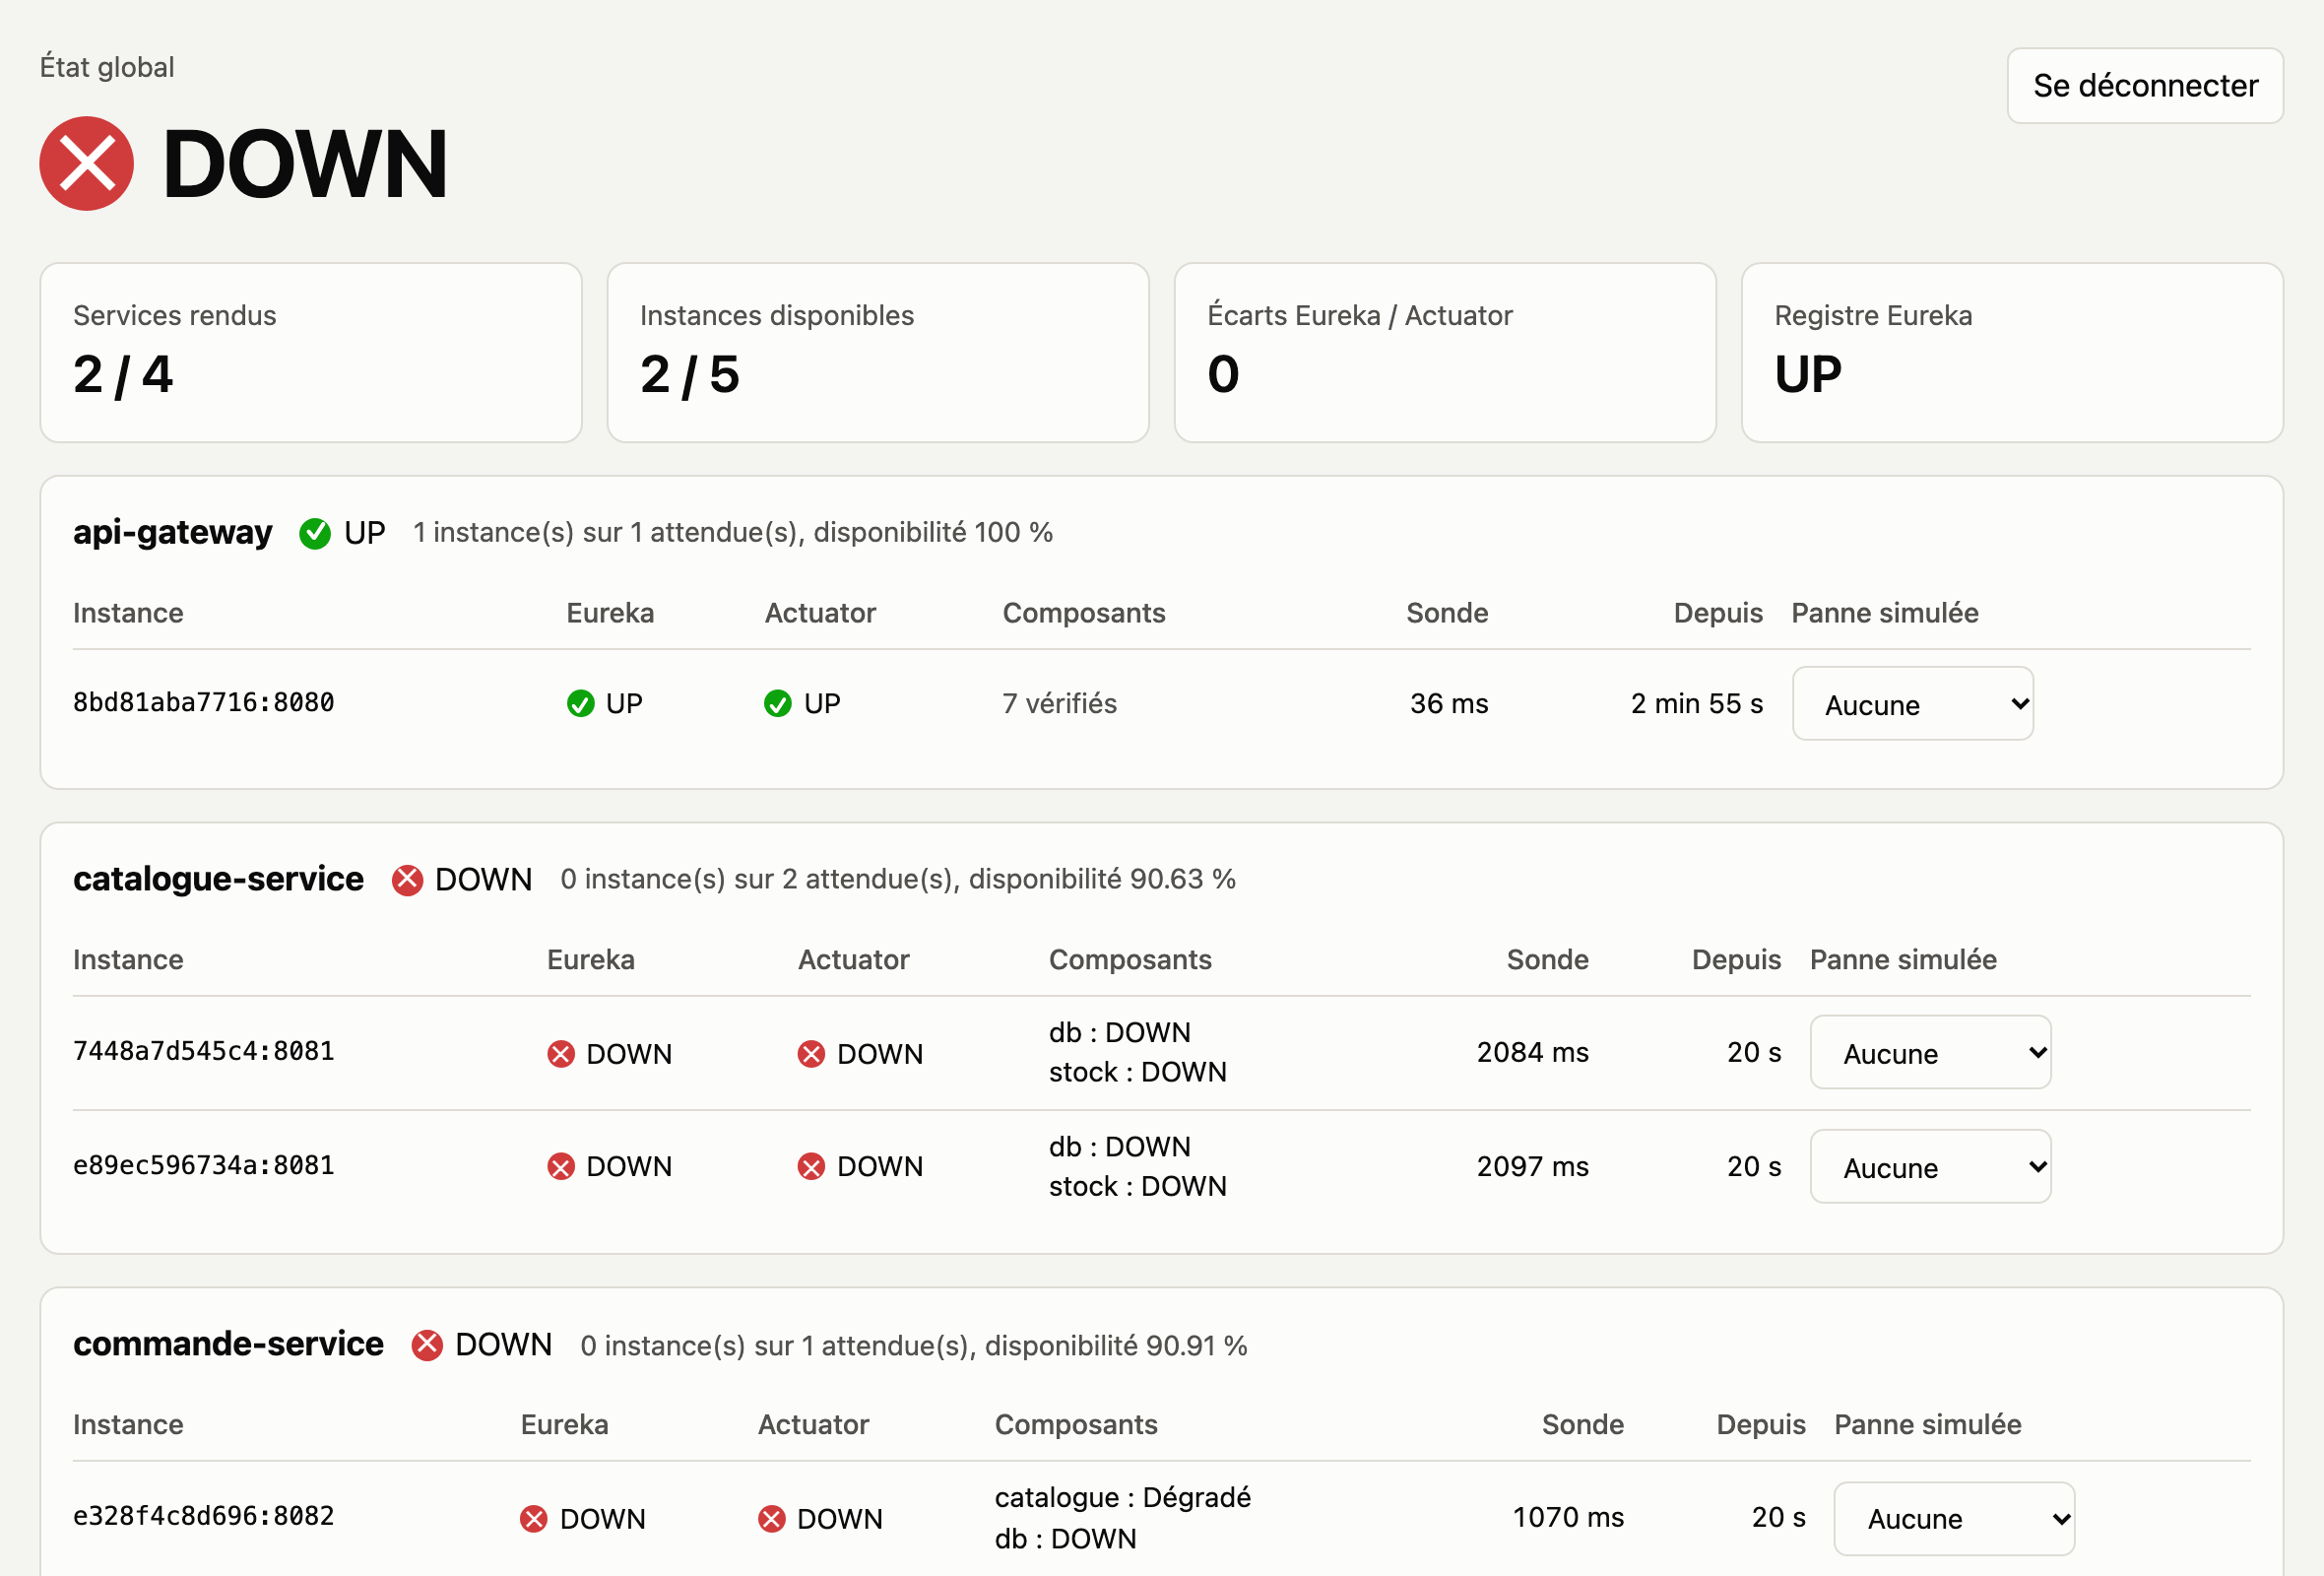 État global
Se déconnecter
DOWN
Services rendus
2 / 4
Instances disponibles
2 / 5
Écarts Eureka / Actuator
0
Registre Eureka
UP
api-gateway UP 1 instance(s) sur 1 attendue(s), disponibilité 100 %
Instance Eureka Actuator Composants Sonde Depuis Panne simulée
8bd81aba7716:8080 UP UP 7 vérifiés 36 ms 2 min 55 s Aucune
catalogue-service DOWN 0 instance(s) sur 2 attendue(s), disponibilité 90.63 %
Instance Eureka Actuator Composants Sonde Depuis Panne simulée
7448a7d545c4:8081 DOWN DOWN db : DOWN 2084 ms 20 s Aucune
stock : DOWN
e89ec596734a:8081 DOWN DOWN db : DOWN 2097 ms 20 s Aucune
stock : DOWN
commande-service DOWN 0 instance(s) sur 1 attendue(s), disponibilité 90.91 %
Instance Eureka Actuator Composants Sonde Depuis Panne simulée
e328f4c8d696:8082 DOWN DOWN catalogue : Dégradé 1070 ms 20 s Aucune
db : DOWN